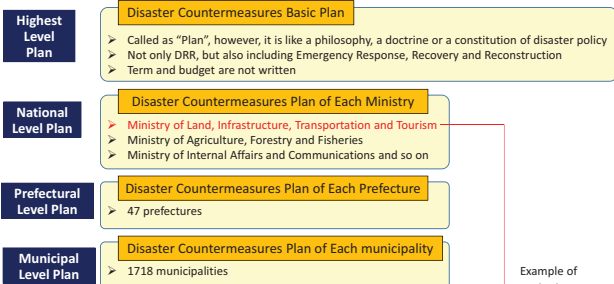 Highest
Level
Plan
Disaster Countermeasures Basic Plan
➢ Called as “Plan”, however, it is like a philosophy, a doctrine or a constitution of disaster policy
➢ Not only DRR, but also including Emergency Response, Recovery and Reconstruction
➢ Term and budget are not written
National
Level Plan
Disaster Countermeasures Plan of Each Ministry
➢ Ministry of Land, Infrastructure, Transportation and Tourism
➢ Ministry of Agriculture, Forestry and Fisheries
➢ Ministry of Internal Affairs and Communications and so on
Prefectural
Level Plan
Disaster Countermeasures Plan of Each Prefecture
➢ 47 prefectures
Municipal
Level Plan
Disaster Countermeasures Plan of Each municipality
➢ 1718 municipalities
Example of